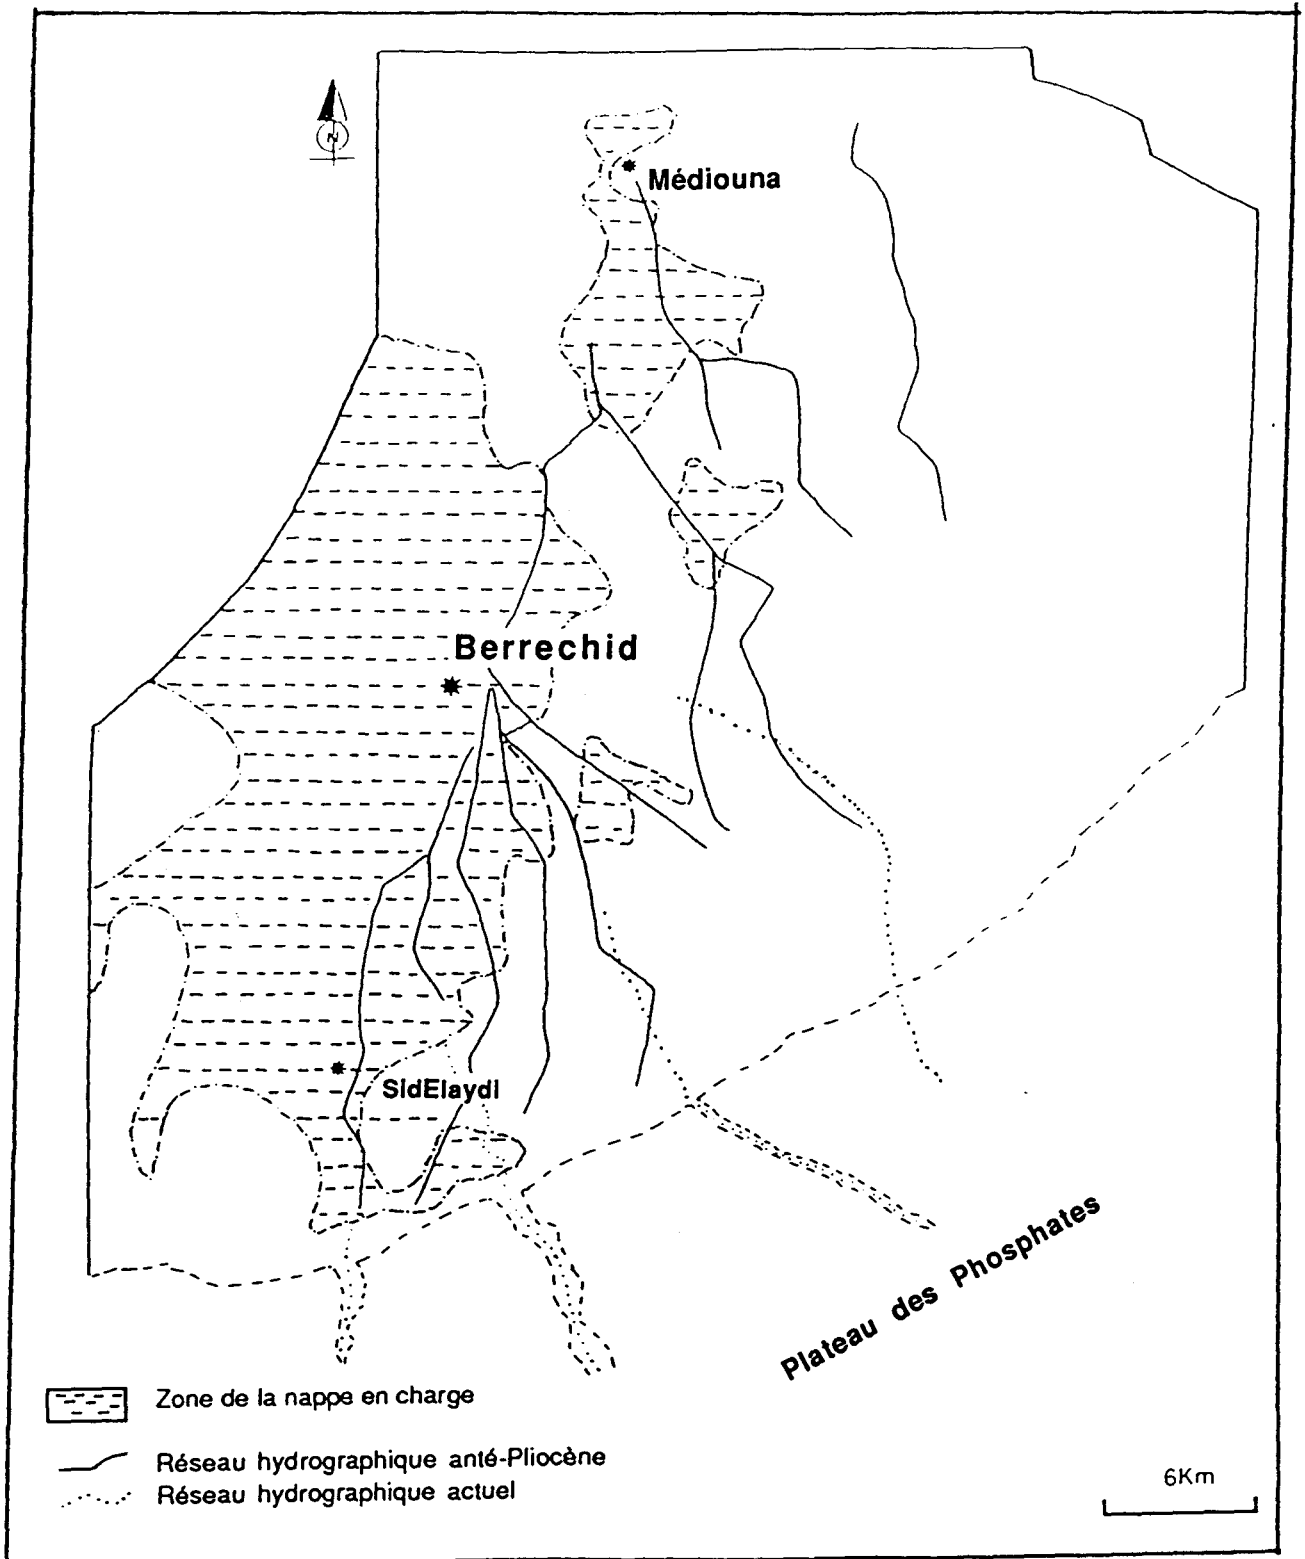 N
Médiouna
Berrechid
SidElaydi
Plateau des Phosphates
Zone de la nappe en charge
Réseau hydrographique anté-Pliocène
Réseau hydrographique actuel
6Km